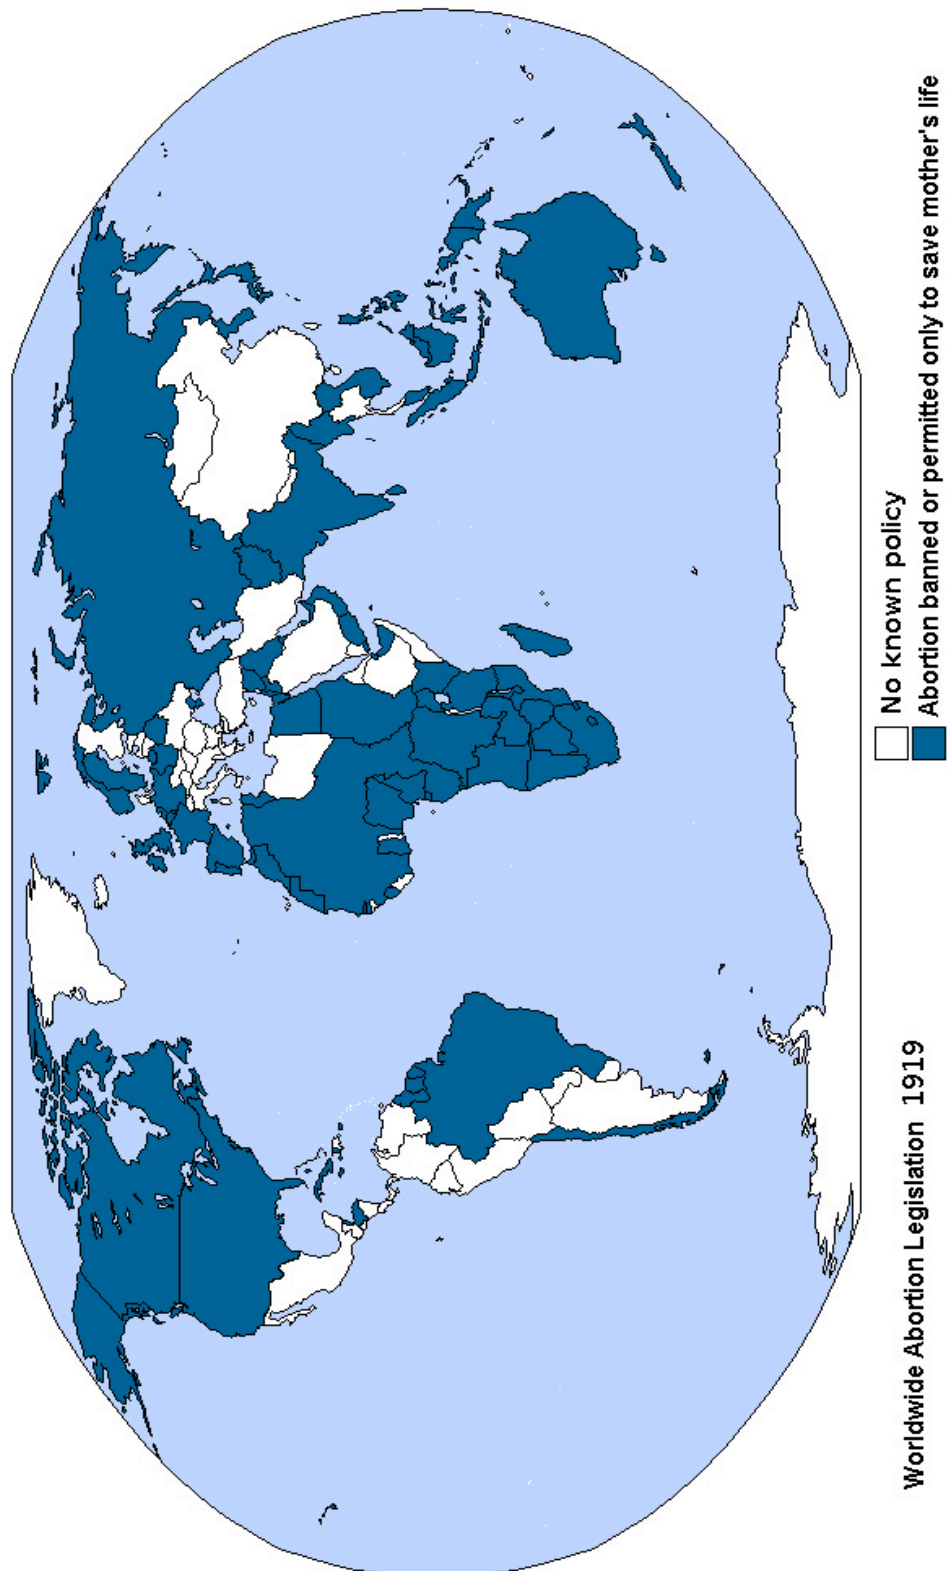 No known policy
Abortion banned or permitted only to save mother's life
Worldwide Abortion Legislation 1919